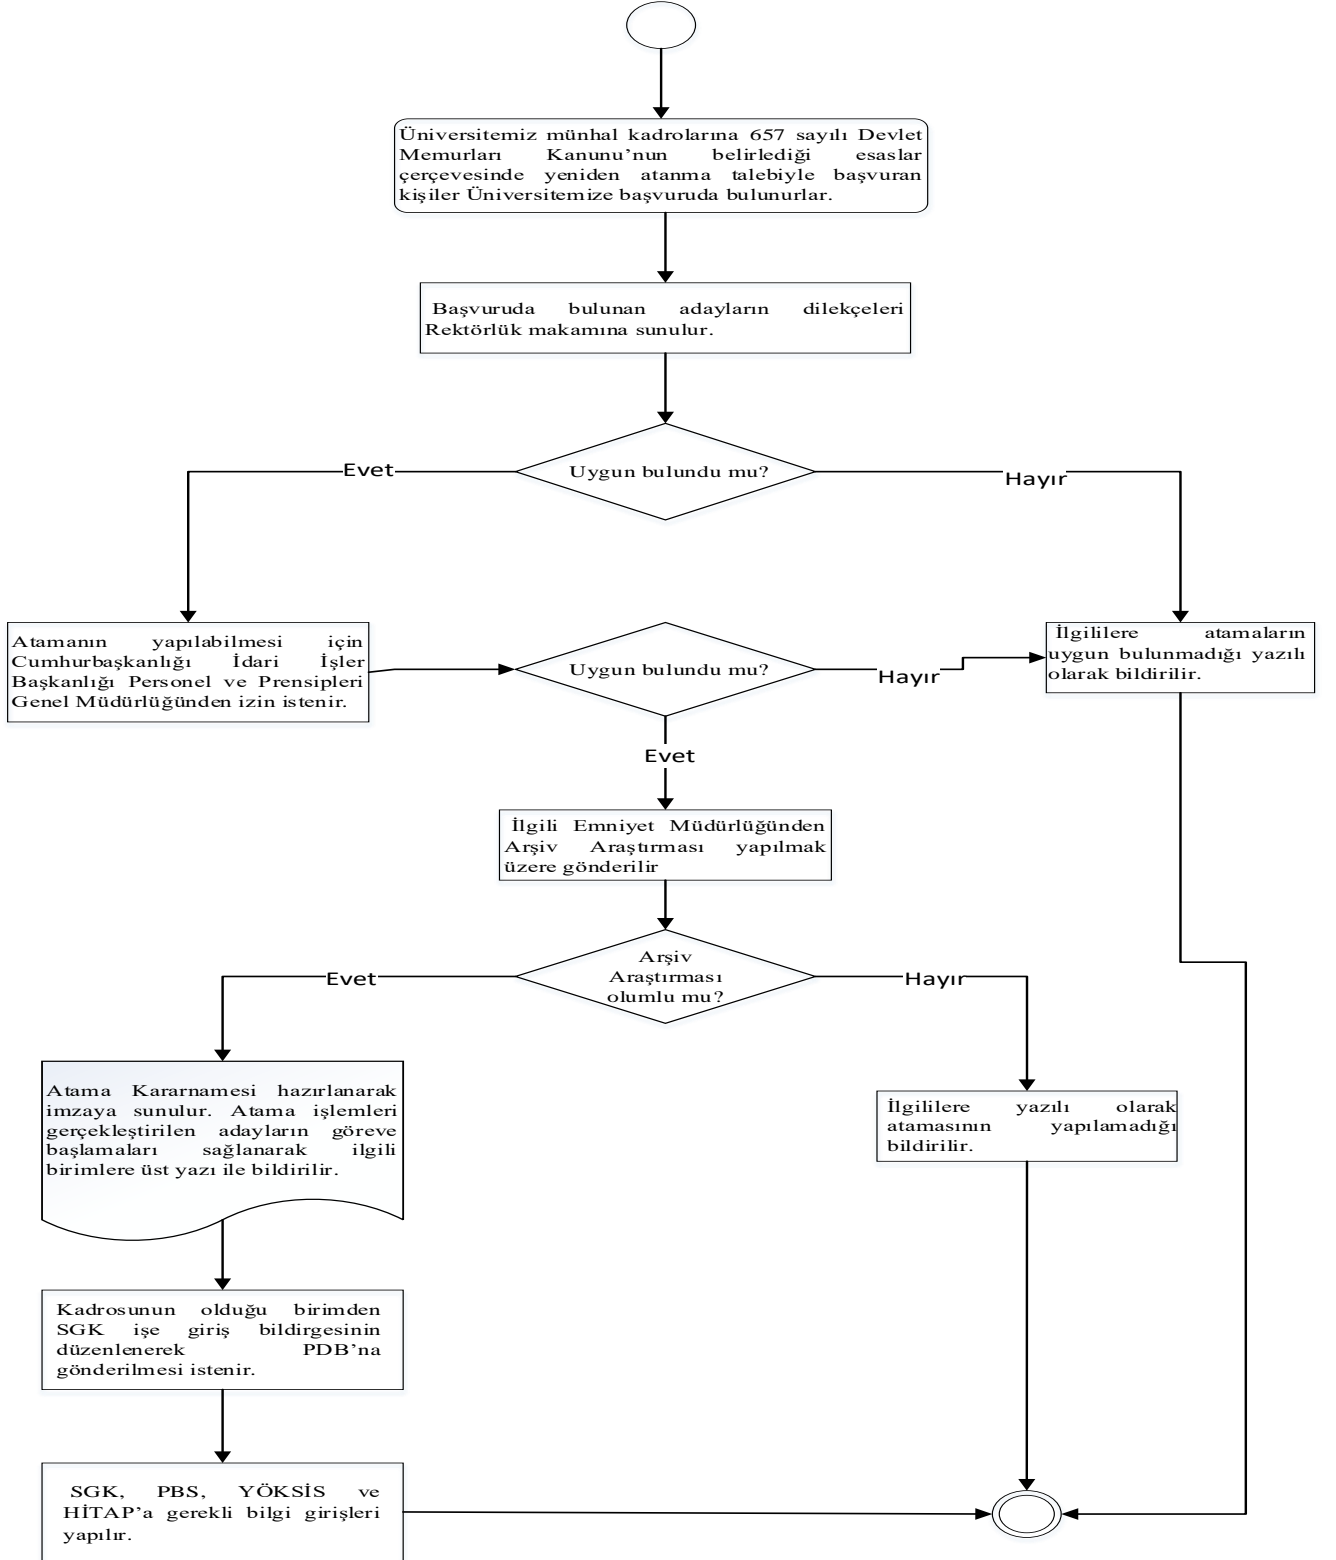 Üniversitemiz münhal kadrolarına 657 sayılı Devlet
Memurları Kanunu’nun belirlediği esaslar
çerçevesinde yeniden atanma talebiyle başvuran
kişiler Üniversitemize başvuruda bulunurlar.
Başvuruda bulunan adayların dilekçeleri
Rektörlük makamına sunulur.
Uygun bulundu mu?
Evet
Hayır
Atamanın yapılabilmesi için
Cumhurbaşkanlığı İdari İşler
Başkanlığı Personel ve Prensipleri
Genel Müdürlüğünden izin istenir.
Uygun bulundu mu?
Hayır
İlgililere atamaların
uygun bulunmadığı yazılı
olarak bildirilir.
Evet
İlgili Emniyet Müdürlüğünden
Arşiv Araştırması yapılmak
üzere gönderilir
Arşiv
Araştırması
olumlu mu?
Evet
Hayır
Atama Kararnamesi hazırlanarak
imzaya sunulur. Atama işlemleri
gerçekleştirilen adayların göreve
başlamaları sağlanarak ilgili
birimlere üst yazı ile bildirilir.
İlgililere yazılı olarak
atamasının yapılamadığı
bildirilir.
Kadrosunun olduğu birimden
SGK işe giriş bildirgesinin
düzenlenerek PDB’na
gönderilmesi istenir.
SGK, PBS, YÖKSİS ve
HİTAP’a gerekli bilgi girişleri
yapılır.